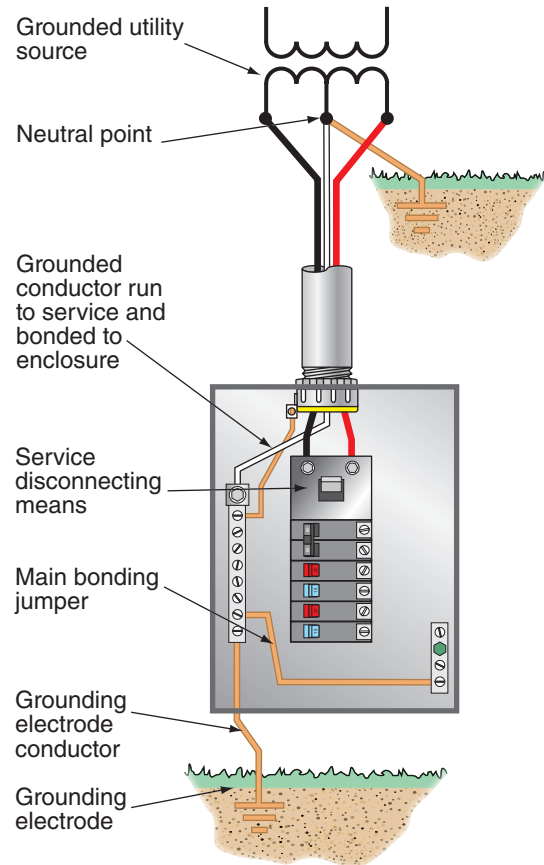 Grounded utility
source
Neutral point
Grounded
conductor run
to service and
bonded to
enclosure
Service
disconnecting
means
Main bonding
jumper
Grounding
electrode
conductor
Grounding
electrode